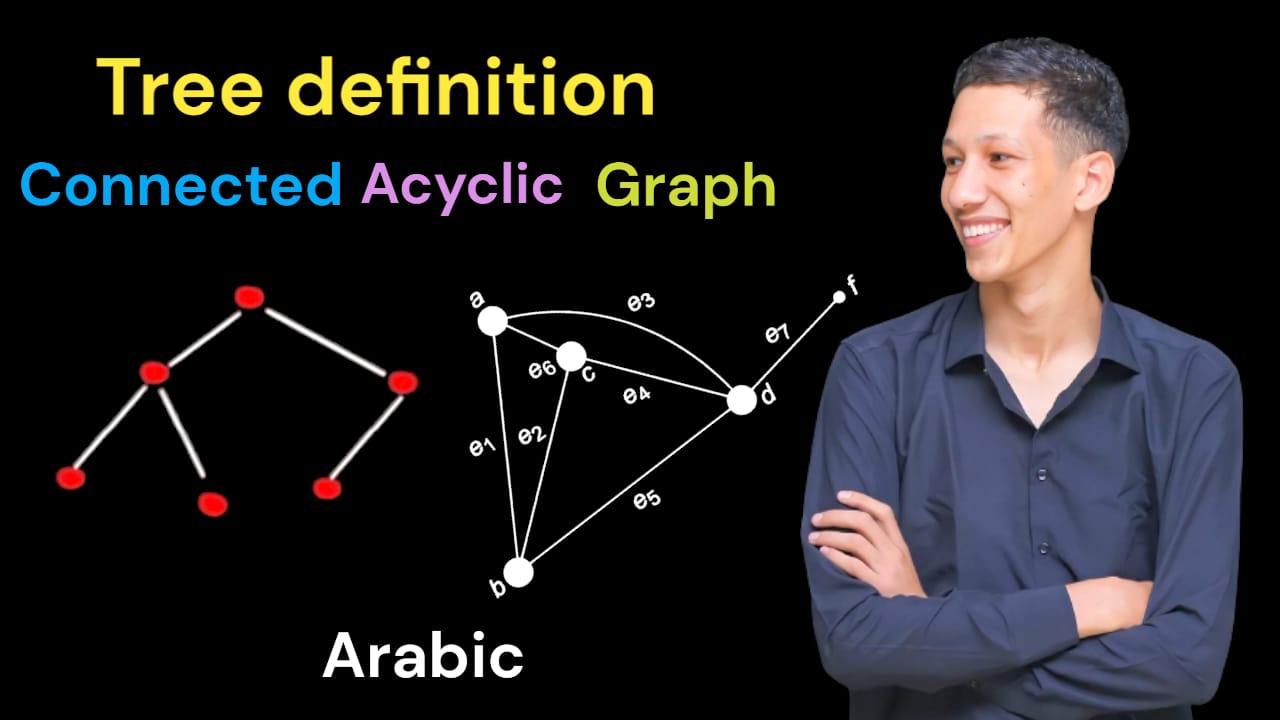 Tree definition
Connected Acyclic Graph
a
e3
f
e7
e6
c
e4
d
e1
e2
e5
b
Arabic